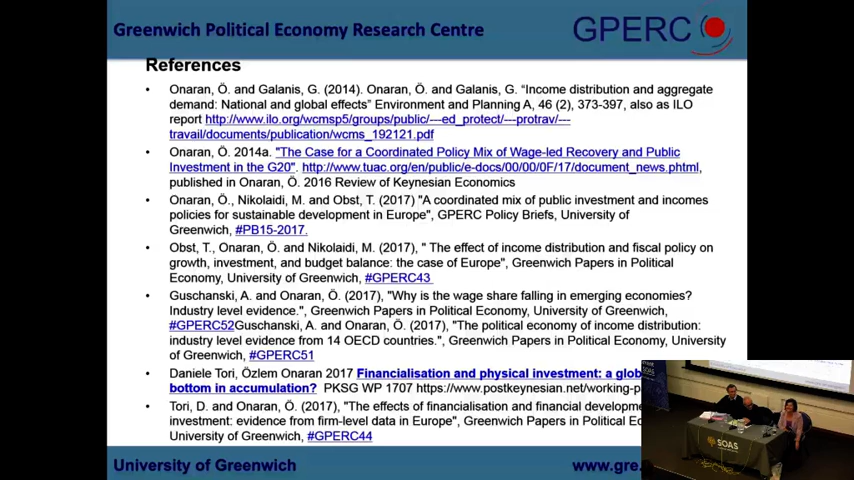 Greenwich Political Economy Research Centre
GPERC
References
• Onaran, Ö. and Galanis, G. (2014). Onaran, Ö. and Galanis, G. “Income distribution and aggregate
demand: National and global effects” Environment and Planning A, 46 (2), 373-397, also as ILO
report http://www.ilo.org/wcmsp5/groups/public/---ed_protect/---protrav/---
travail/documents/publication/wcms_192121.pdf
• Onaran, Ö. 2014a. "The Case for a Coordinated Policy Mix of Wage-led Recovery and Public
Investment in the G20". http://www.tuac.org/en/public/e-docs/00/00/0F/17/document_news.phtml,
published in Onaran, Ö. 2016 Review of Keynesian Economics
• Onaran, Ö., Nikolaidi, M. and Obst, T. (2017) "A coordinated mix of public investment and incomes
policies for sustainable development in Europe", GPERC Policy Briefs, University of
Greenwich, #PB15-2017.
• Obst, T., Onaran, Ö. and Nikolaidi, M. (2017), " The effect of income distribution and fiscal policy on
growth, investment, and budget balance: the case of Europe", Greenwich Papers in Political
Economy, University of Greenwich, #GPERC43
• Guschanski, A. and Onaran, Ö. (2017), "Why is the wage share falling in emerging economies?
Industry level evidence.", Greenwich Papers in Political Economy, University of Greenwich,
#GPERC52Guschanski, A. and Onaran, Ö. (2017), "The political economy of income distribution:
industry level evidence from 14 OECD countries.", Greenwich Papers in Political Economy, University
of Greenwich, #GPERC51
• Daniele Tori, Özlem Onaran 2017 Financialisation and physical investment: a glob
bottom in accumulation? PKSG WP 1707 https://www.postkeynesian.net/working-p
• Tori, D. and Onaran, Ö. (2017), "The effects of financialisation and financial developme
investment: evidence from firm-level data in Europe", Greenwich Papers in Political Ec
University of Greenwich, #GPERC44
SOAS
University of Greenwich
www.gre.